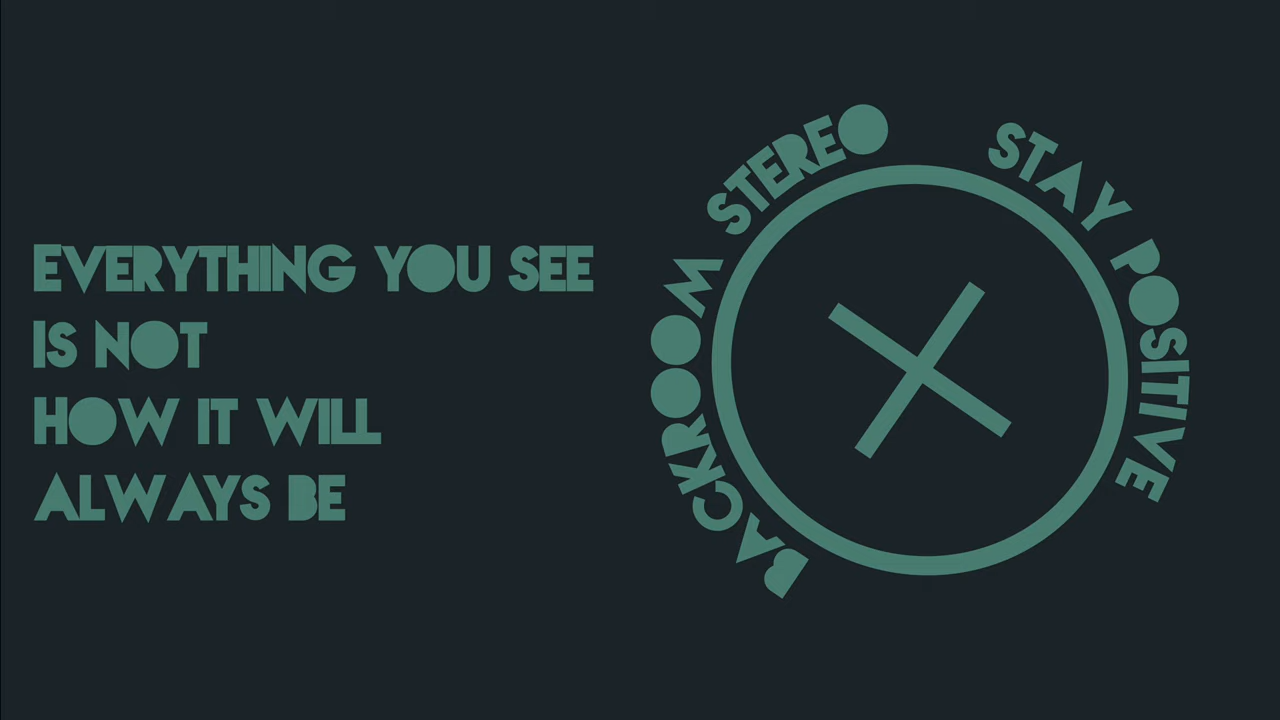 EVERYTHING YOU SEE
IS NOT
HOW IT WILL
ALWAYS BE
BACKROOM STEREO
STAY POSITIVE